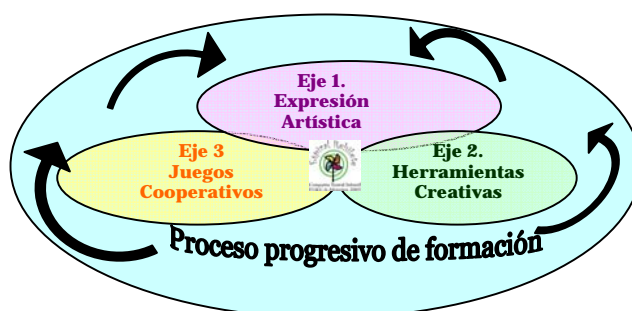 Eje 1.
Expresión
Artística
Eje 3
Juegos
Cooperativos
Eje 2.
Herramientas
Creativas
Proceso progresivo de formación